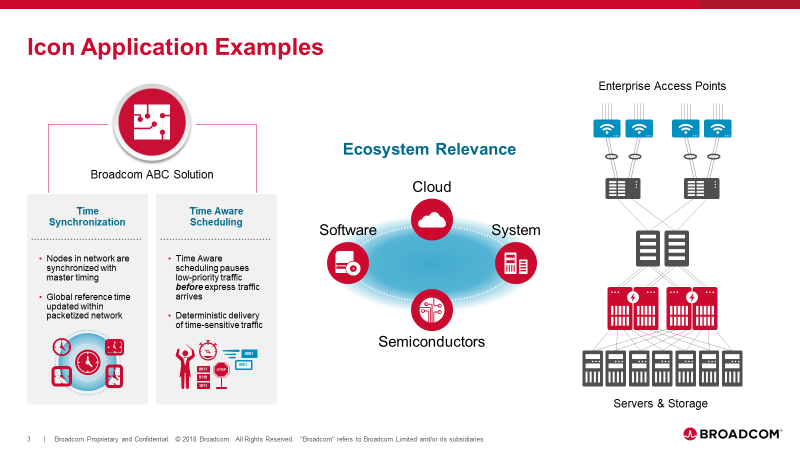 Icon Application Examples
Broadcom ABC Solution
Time
Synchronization
• Nodes in network are
synchronized with
master timing
• Global reference time
updated within
packetized network
Time Aware
Scheduling
• Time Aware
scheduling pauses
low-priority traffic
before express traffic
arrives
• Deterministic delivery
of time-sensitive traffic
STOP
Ecosystem Relevance
Cloud
Software
System
Semiconductors
Enterprise Access Points
Servers & Storage
3 | Broadcom Proprietary and Confidential. © 2018 Broadcom. All Rights Reserved. "Broadcom" refers to Broadcom Limited and/or its subsidiaries.
BROADCOM